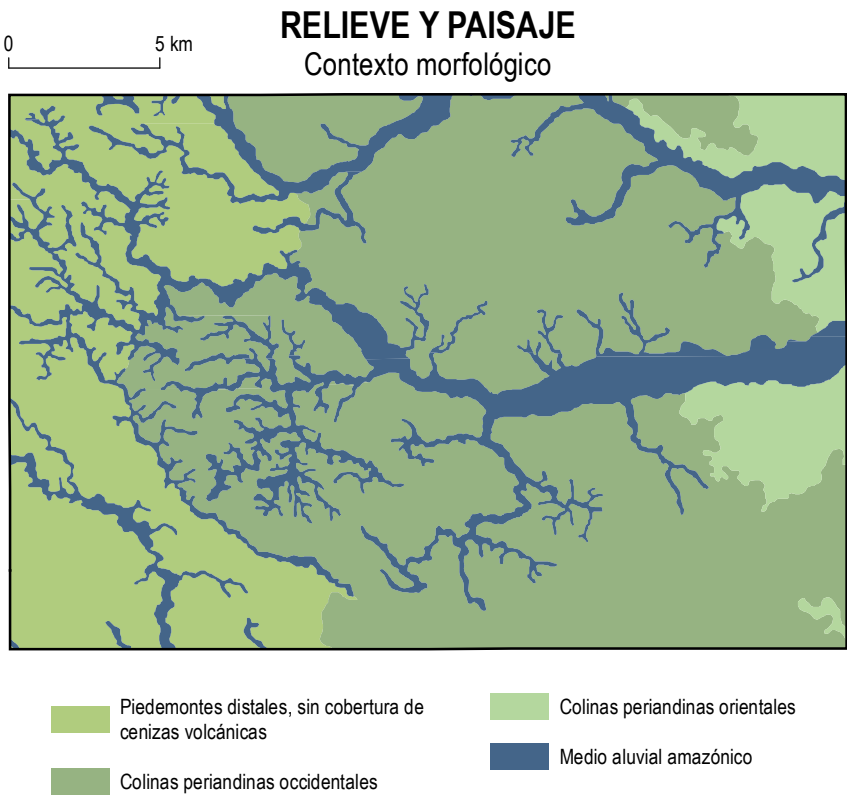 RELIEVE Y PAISAJE
Contexto morfológico
0 5 km
Piedemontes distales, sin cobertura de
cenizas volcánicas
Colinas periandinas occidentales
Colinas periandinas orientales
Medio aluvial amazónico